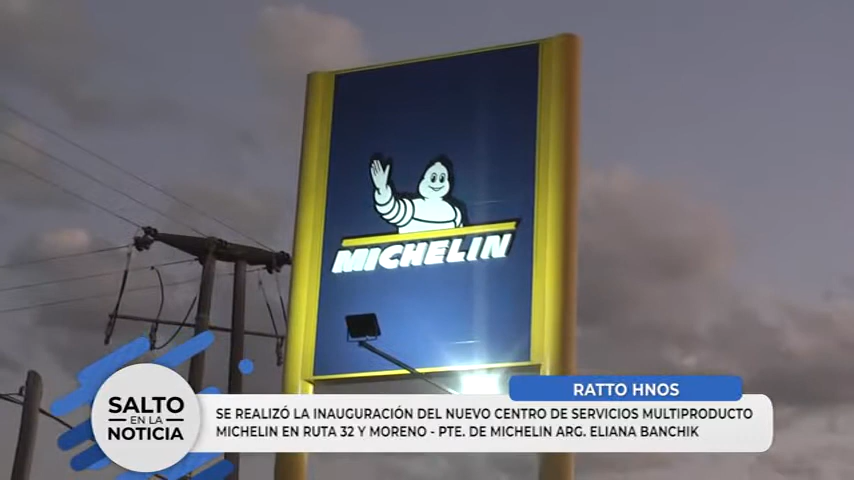 MICHELIN
RATTO HNOS
SALTO
EN LA
NOTICIA
SE REALIZÓ LA INAUGURACIÓN DEL NUEVO CENTRO DE SERVICIOS MULTIPRODUCTO
MICHELIN EN RUTA 32 Y MORENO - PTE. DE MICHELIN ARG. ELIANA BANCHIK